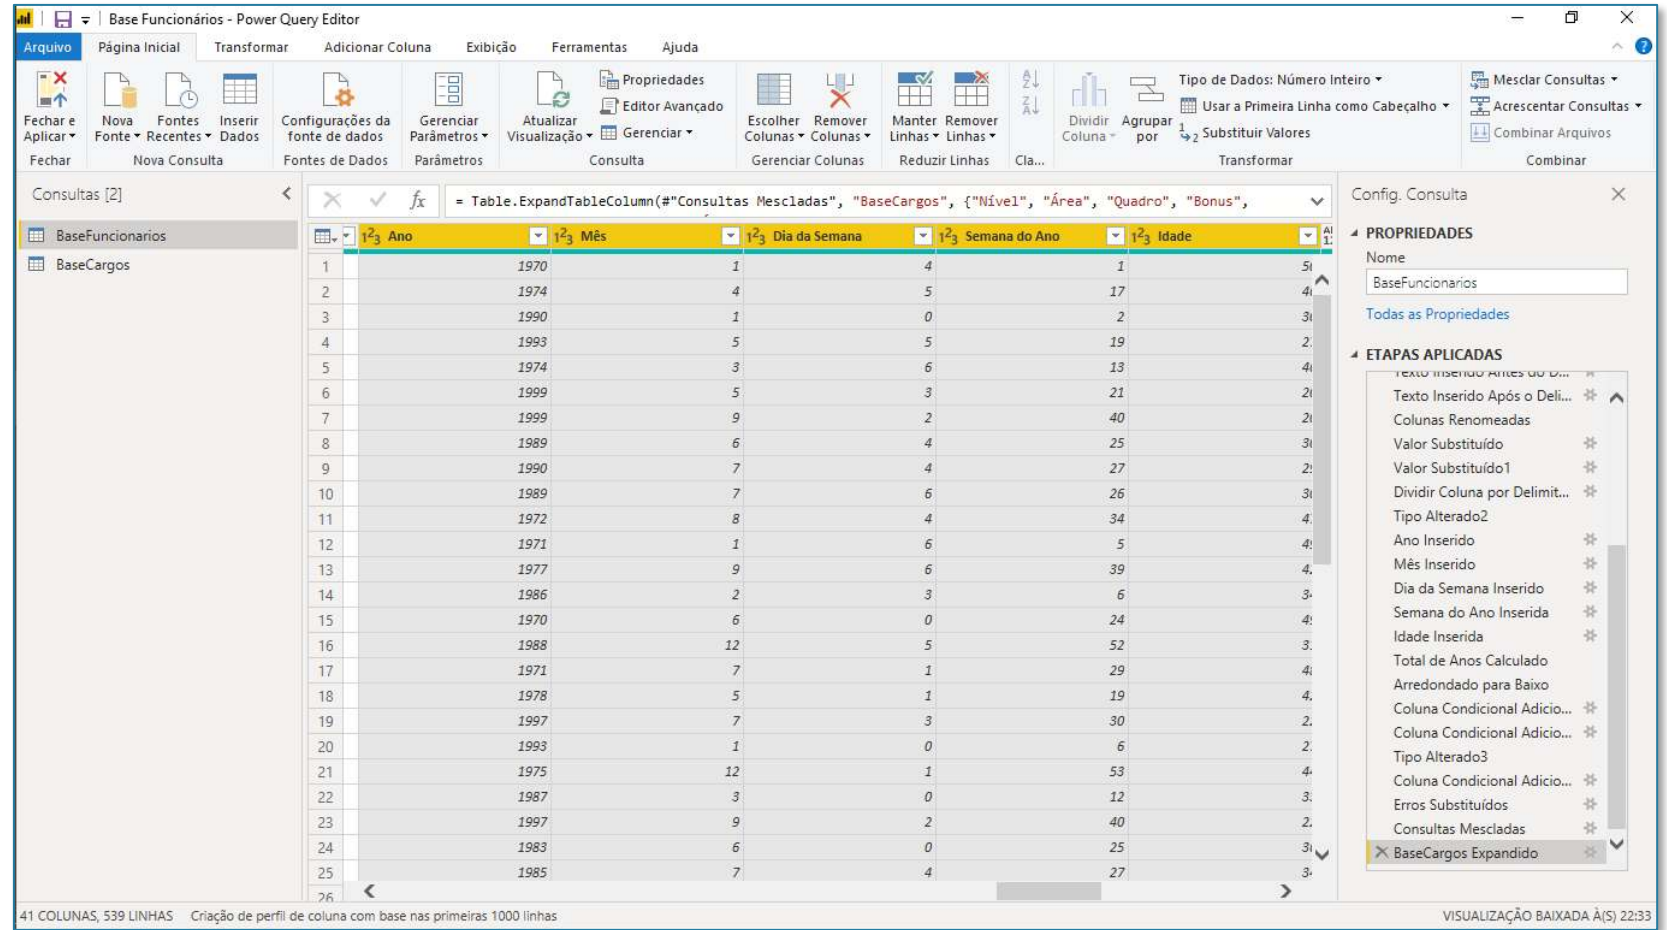 Base Funcionários - Power Query Editor
Arquivo Página Inicial Transformar Adicionar Coluna Exibição Ferramentas Ajuda
Fechar e Aplicar
Nova Fonte
Fontes Recentes
Inserir Dados
Configurações da fonte de dados
Gerenciar Parâmetros
Atualizar Visualização
Propriedades
Editor Avançado
Gerenciar
Escolher Colunas
Remover Colunas
Manter Linhas
Remover Linhas
Dividir Coluna
Agrupar por
Tipo de Dados: Número Inteiro
Usar a Primeira Linha como Cabeçalho
Substituir Valores
Mesclar Consultas
Acrescentar Consultas
Combinar Arquivos
Fechar Nova Consulta Fontes de Dados Parâmetros Consulta Gerenciar Colunas Reduzir Linhas Cla... Transformar Combinar
Consultas [2]
BaseFuncionarios
BaseCargos
fx = Table.ExpandTableColumn(#"Consultas Mescladas", "BaseCargos", {"Nível", "Área", "Quadro", "Bonus",
123 Ano 123 Mês 123 Dia da Semana 123 Semana do Ano 123 Idade
1 1970 1 4 1
2 1974 4 5 17
3 1990 1 0 2
4 1993 5 5 19
5 1974 3 6 13
6 1999 5 3 21
7 1999 9 2 40
8 1989 6 4 25
9 1990 7 4 27
10 1989 7 6 26
11 1972 8 4 34
12 1971 1 6 5
13 1977 9 6 39
14 1986 2 3 6
15 1970 6 0 24
16 1988 12 5 52
17 1971 7 1 29
18 1978 5 1 19
19 1997 7 3 30
20 1993 1 0 6
21 1975 12 1 53
22 1987 3 0 12
23 1997 9 2 40
24 1983 6 0 25
25 1985 7 4 27
26
Config. Consulta
PROPRIEDADES
Nome
BaseFuncionarios
Todas as Propriedades
ETAPAS APLICADAS
Texto Inserido Antes do D...
Texto Inserido Após o Deli...
Colunas Renomeadas
Valor Substituído
Valor Substituído1
Dividir Coluna por Delimit...
Tipo Alterado2
Ano Inserido
Mês Inserido
Dia da Semana Inserido
Semana do Ano Inserida
Idade Inserida
Total de Anos Calculado
Arredondado para Baixo
Coluna Condicional Adicio...
Coluna Condicional Adicio...
Tipo Alterado3
Coluna Condicional Adicio...
Erros Substituídos
Consultas Mescladas
BaseCargos Expandido
41 COLUNAS, 539 LINHAS Criação de perfil de coluna com base nas primeiras 1000 linhas
VISUALIZAÇÃO BAIXADA À(S) 22:33